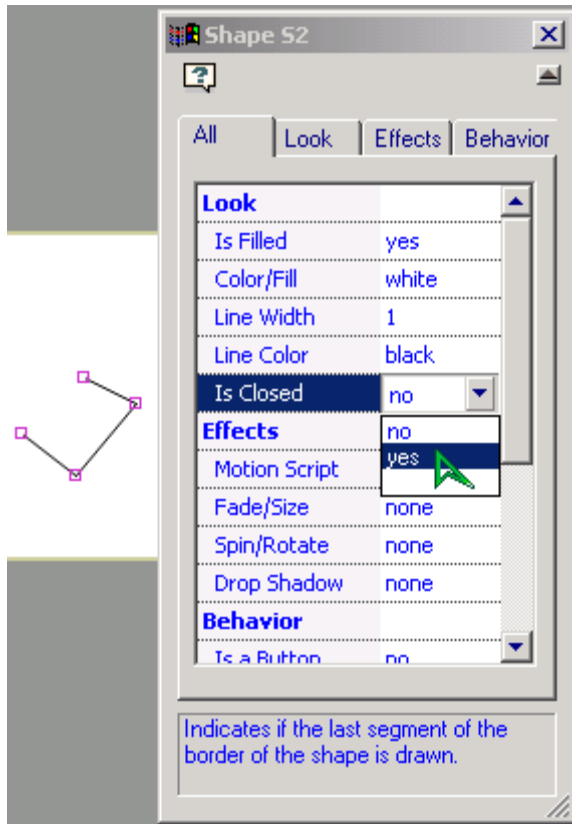 Shape S2
All Look Effects Behavior
Look
Is Filled yes
Color/Fill white
Line Width 1
Line Color black
Is Closed no
Effects no
Motion Script yes
Fade/Size none
Spin/Rotate none
Drop Shadow none
Behavior
Is a Button no
Indicates if the last segment of the
border of the shape is drawn.